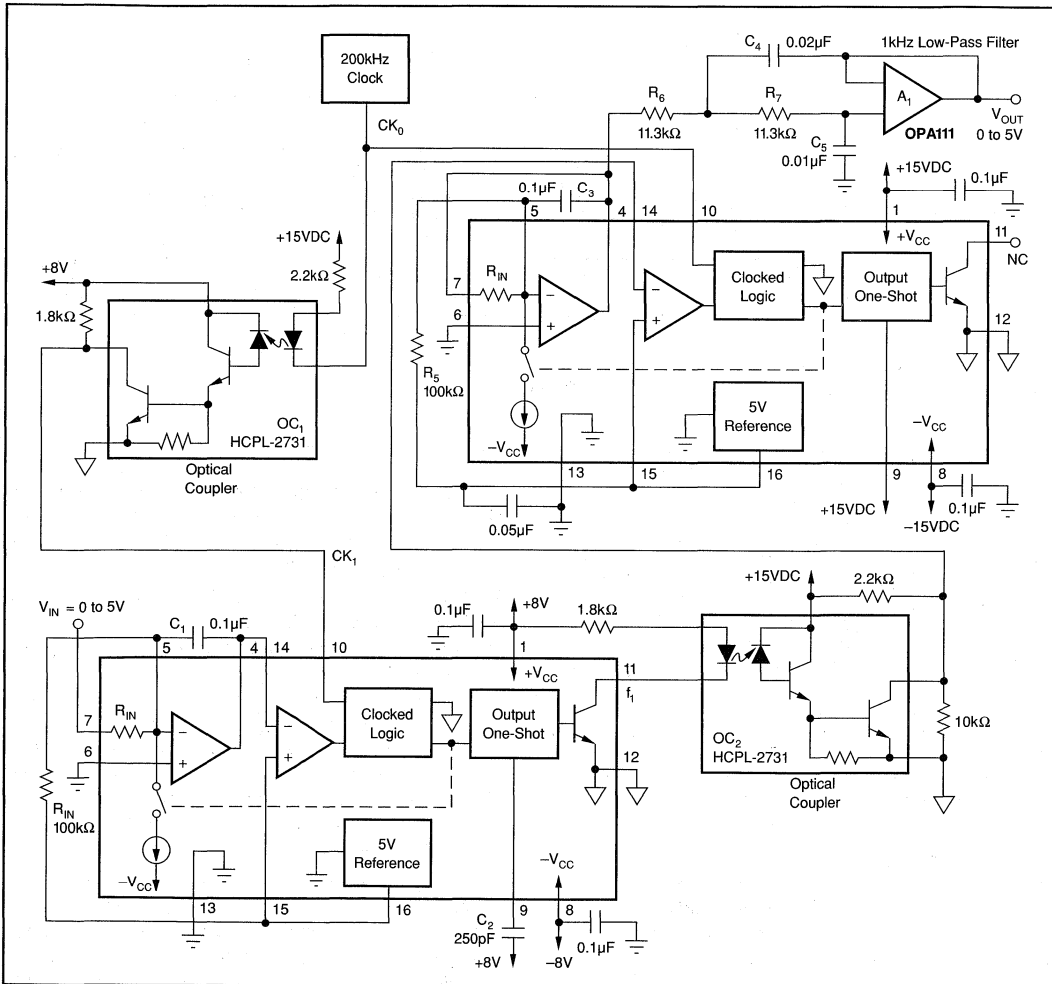 200kHz
Clock
CK0
C4
0.02µF
1kHz Low-Pass Filter
R6
11.3kΩ
R7
11.3kΩ
C5
0.01µF
A1
OPA111
VOUT
0 to 5V
+15VDC
0.1µF
0.1µF
C3
5
4
14
10
1
+VCC
11
NC
7
RIN
6
−
+
−
+
Clocked
Logic
Output
One-Shot
12
R5
100kΩ
5V
Reference
−VCC
−VCC
13
15
16
9
8
0.05µF
+15VDC
0.1µF
−15VDC
+15VDC
+8V
2.2kΩ
1.8kΩ
OC1
HCPL-2731
Optical
Coupler
CK1
VIN = 0 to 5V
C1
0.1µF
5
4
14
10
0.1µF
+8V
1
1.8kΩ
+VCC
11
f1
7
RIN
6
−
+
−
+
Clocked
Logic
Output
One-Shot
12
RIN
100kΩ
5V
Reference
−VCC
−VCC
13
15
16
9
8
C2
250pF
+8V
0.1µF
−8V
+15VDC
2.2kΩ
10kΩ
OC2
HCPL-2731
Optical
Coupler